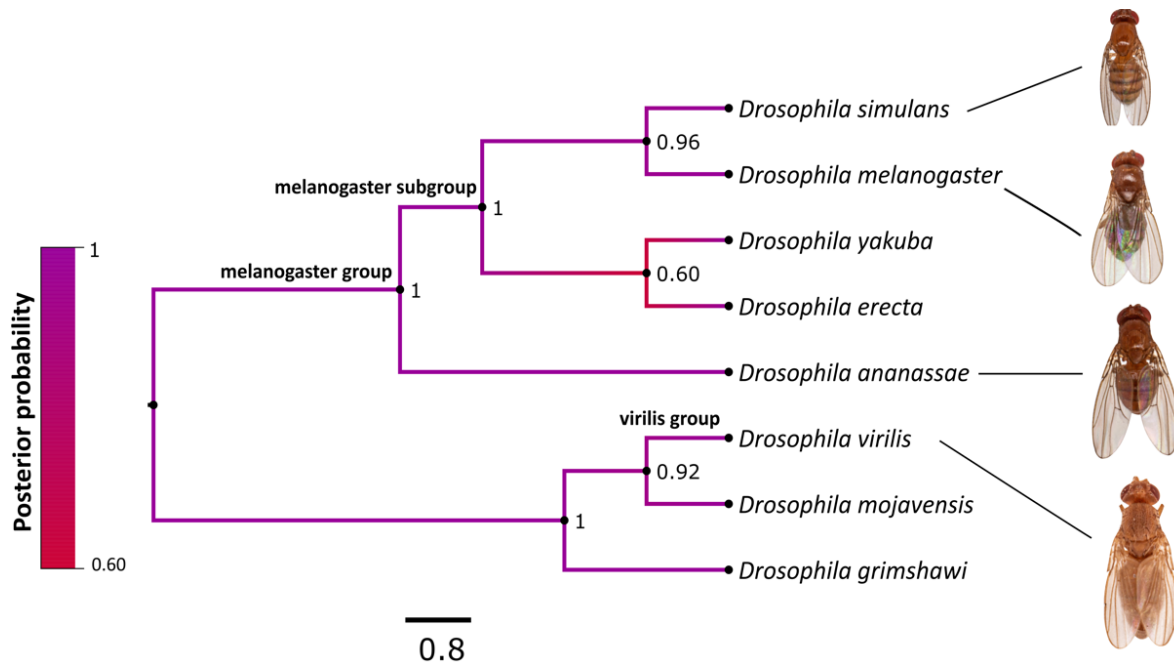 Drosophila simulans
0.96
Drosophila melanogaster
melanogaster subgroup
1
Drosophila yakuba
0.60
Drosophila erecta
melanogaster group
1
Drosophila ananassae
virilis group
Drosophila virilis
0.92
Drosophila mojavensis
1
Drosophila grimshawi
Posterior probability
1
0.60
0.8